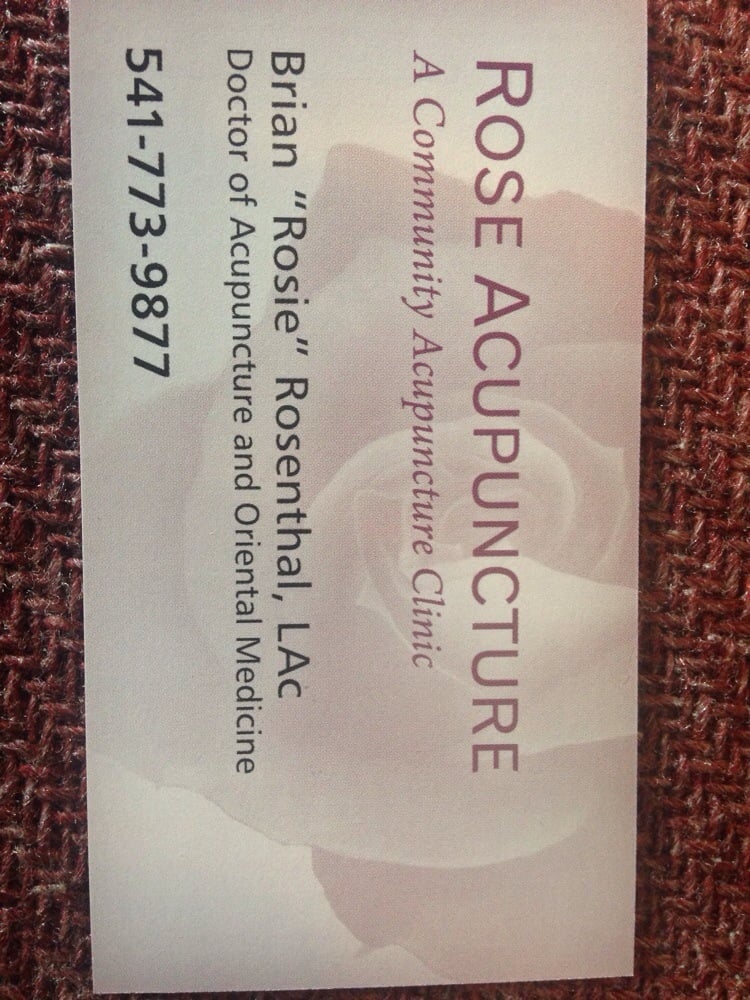 ROSE ACUPUNCTURE
A Community Acupuncture Clinic
Brian “Rosie” Rosenthal, LAc
Doctor of Acupuncture and Oriental Medicine
541-773-9877